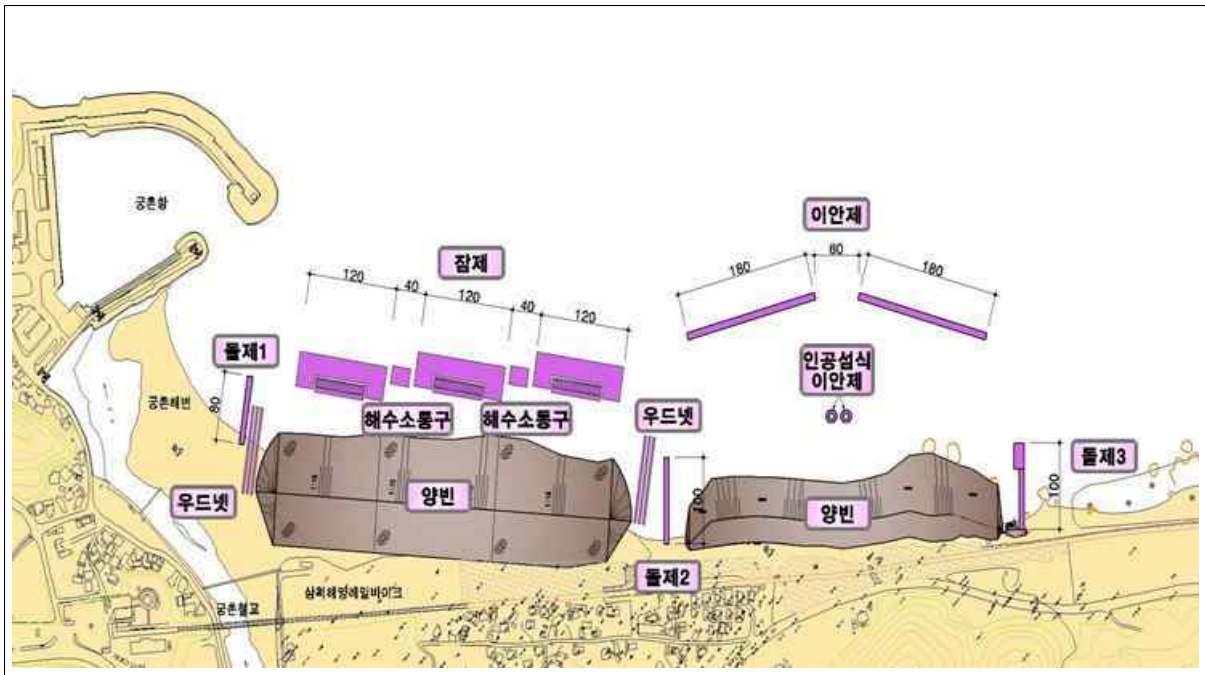 궁촌항
이안제
180
60
180
잠제
120
40
120
40
120
인공섬식
이안제
돌제1
80
궁촌해변
해수소통구
해수소통구
우드넷
돌제3
100
우드넷
양빈
100
양빈
돌제2
삼척해양레일바이크
궁촌철교